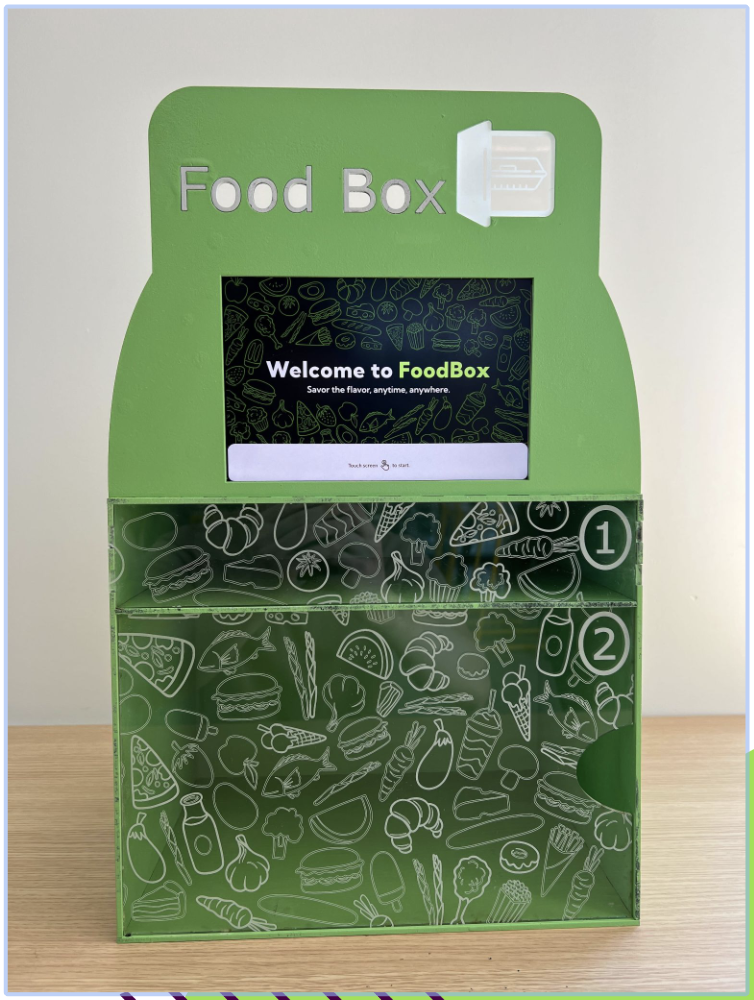 Food Box
Welcome to FoodBox
Savor the flavor, anytime, anywhere.
Touch screen to start
1
2